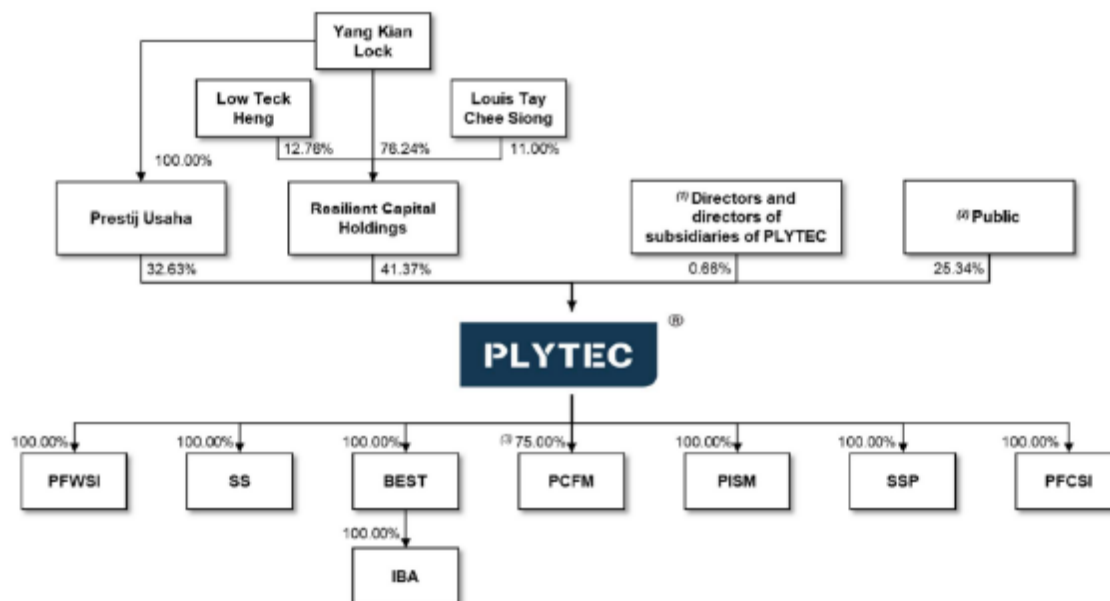 Yang Kian
Lock
Low Teck
Heng
Louis Tay
Chee Siong
12.76%
76.24%
11.00%
100.00%
Prestij Usaha
Resilient Capital
Holdings
(1) Directors and
directors of
subsidiaries of PLYTEC
(2) Public
32.63%
41.37%
0.66%
25.34%
PLYTEC
®
100.00%
100.00%
100.00%
(3) 75.00%
100.00%
100.00%
100.00%
PFWSI
SS
BEST
PCFM
PISM
SSP
PFCSI
100.00%
IBA